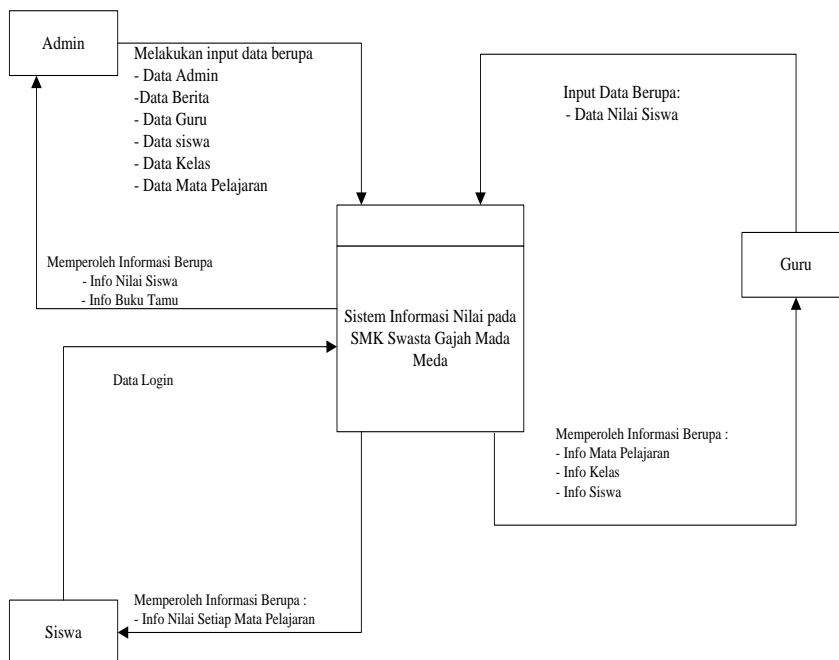 Admin
Melakukan input data berupa
- Data Admin
-Data Berita
- Data Guru
- Data siswa
- Data Kelas
- Data Mata Pelajaran
Input Data Berupa:
- Data Nilai Siswa
Guru
Memperoleh Informasi Berupa
- Info Nilai Siswa
- Info Buku Tamu
Sistem Informasi Nilai pada
SMK Swasta Gajah Mada
Meda
Data Login
Memperoleh Informasi Berupa :
- Info Mata Pelajaran
- Info Kelas
- Info Siswa
Siswa
Memperoleh Informasi Berupa :
- Info Nilai Setiap Mata Pelajaran